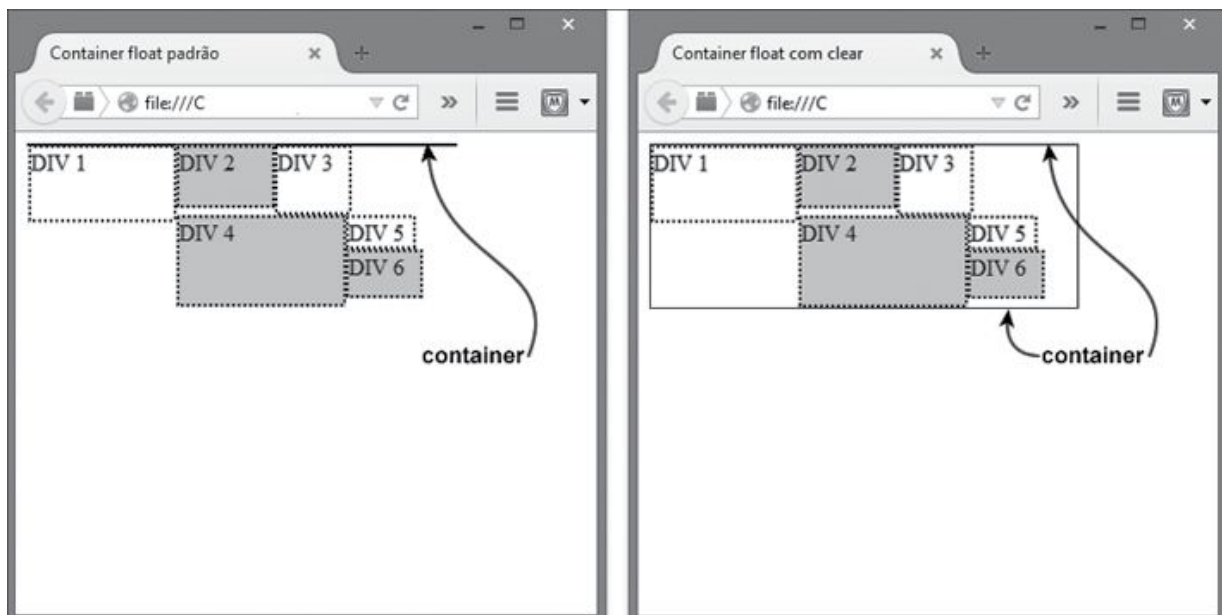 Container float padrão
file:///C
DIV 1
DIV 2
DIV 3
DIV 4
DIV 5
DIV 6
container
Container float com clear
file:///C
DIV 1
DIV 2
DIV 3
DIV 4
DIV 5
DIV 6
container